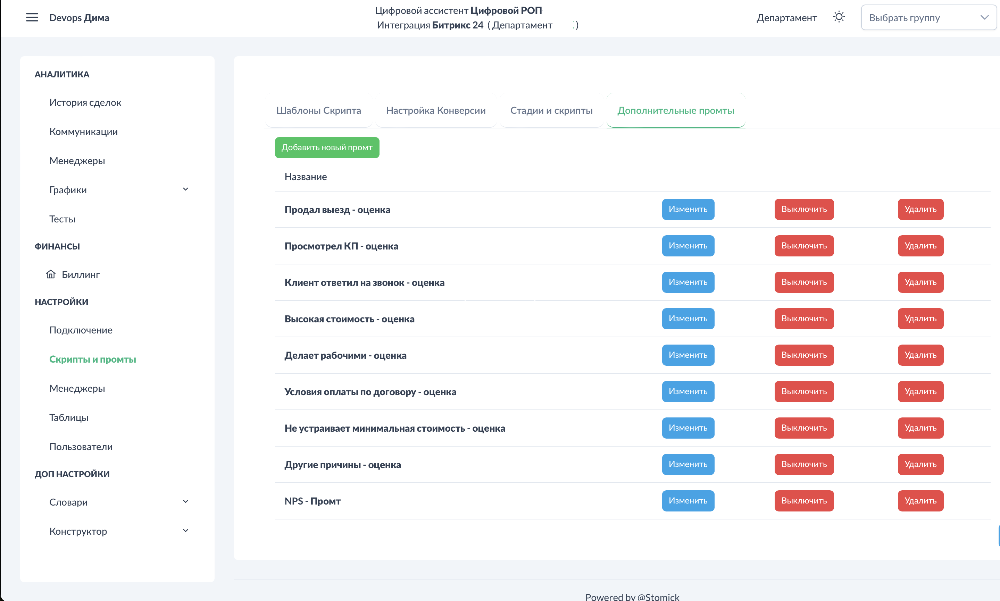 Devops Дима
Цифровой ассистент Цифровой РОП
Интеграция Битрикс 24 ( Департамент )
Департамент
Выбрать группу
АНАЛИТИКА
История сделок
Коммуникации
Менеджеры
Графики
Тесты
ФИНАНСЫ
Биллинг
НАСТРОЙКИ
Подключение
Скрипты и промты
Менеджеры
Таблицы
Пользователи
ДОП НАСТРОЙКИ
Словари
Конструктор
Шаблоны Скрипта Настройка Конверсии Стадии и скрипты Дополнительные промты
Добавить новый промт
Название
Продал выезд - оценка Изменить Выключить Удалить
Просмотрел КП - оценка Изменить Выключить Удалить
Клиент ответил на звонок - оценка Изменить Выключить Удалить
Высокая стоимость - оценка Изменить Выключить Удалить
Делает рабочими - оценка Изменить Выключить Удалить
Условия оплаты по договору - оценка Изменить Выключить Удалить
Не устраивает минимальная стоимость - оценка Изменить Выключить Удалить
Другие причины - оценка Изменить Выключить Удалить
NPS - Промт Изменить Выключить Удалить
Powered by @Stomick